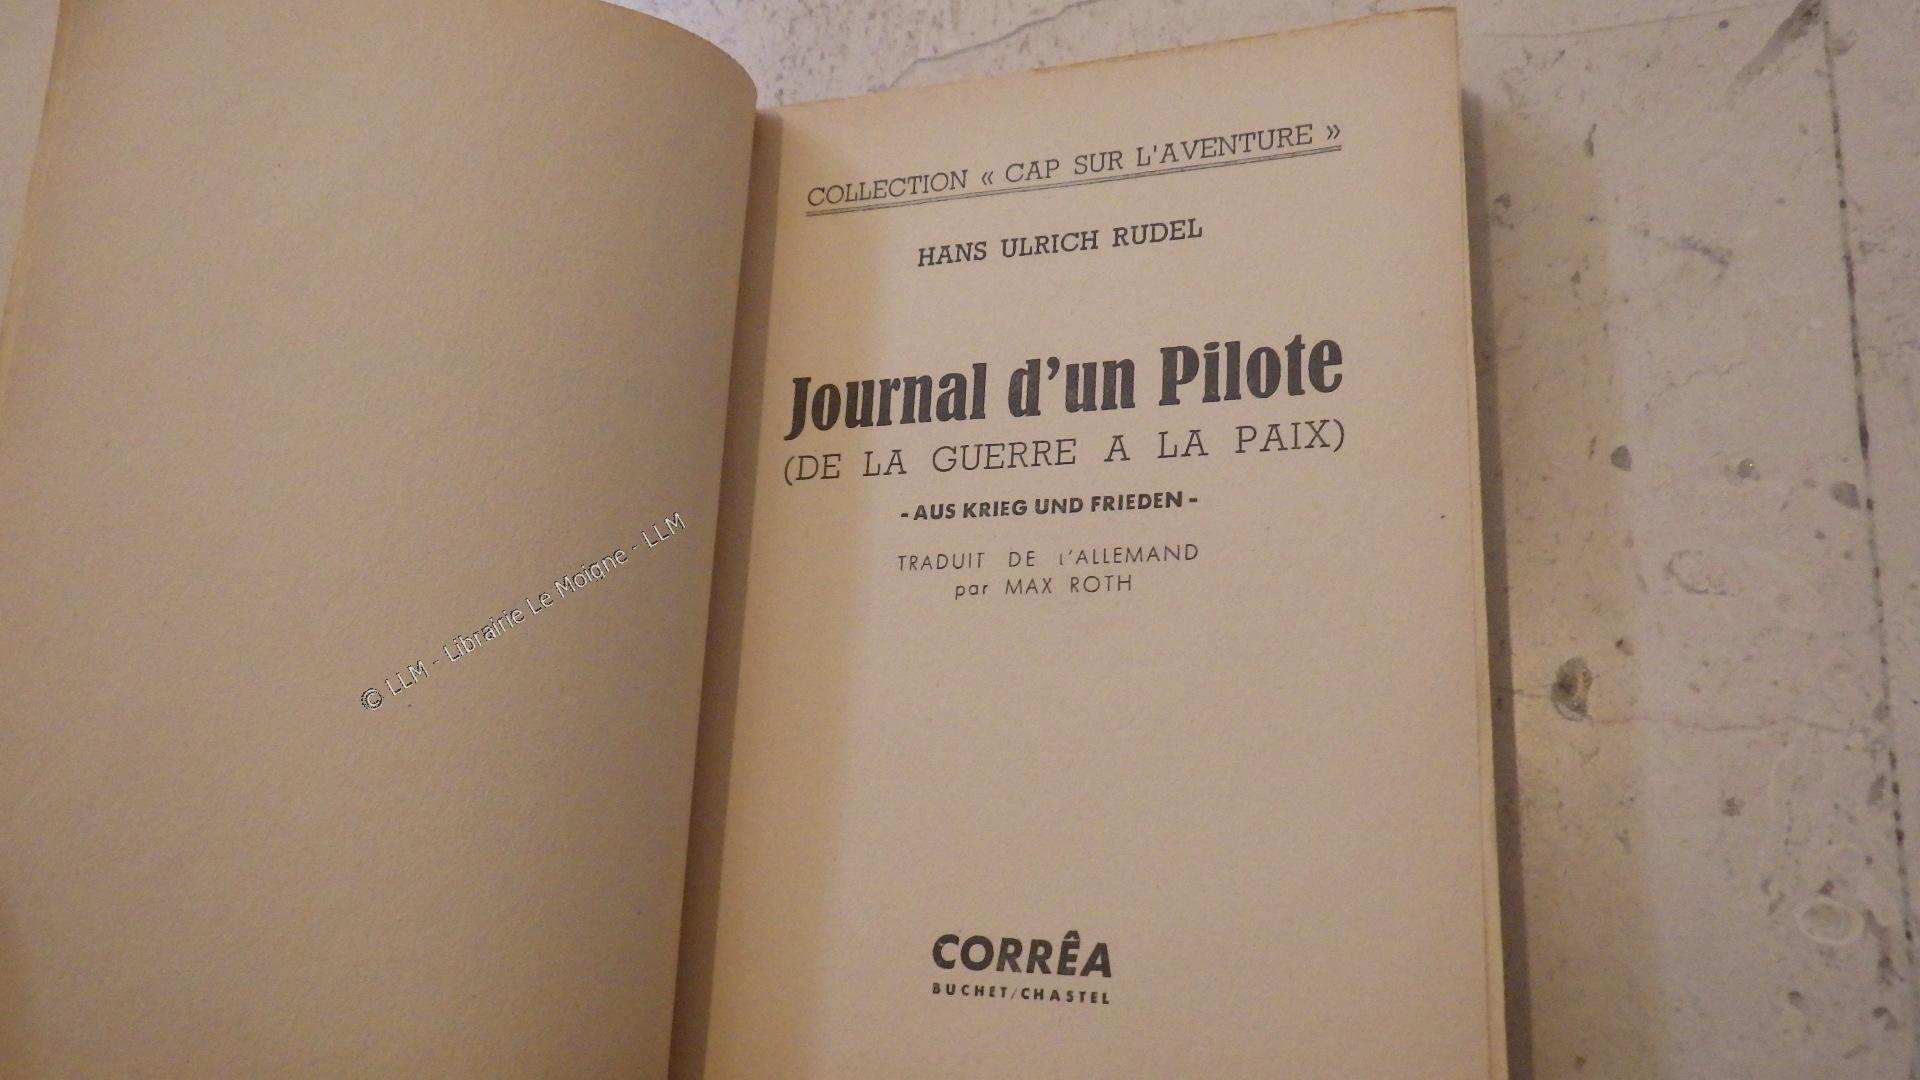 COLLECTION « CAP SUR L'AVENTURE »
HANS ULRICH RUDEL
Journal d'un Pilote
(DE LA GUERRE A LA PAIX)
- AUS KRIEG UND FRIEDEN -
TRADUIT DE l'ALLEMAND
par MAX ROTH
CORRÊA
BUCHET/CHASTEL
© LLM - Librairie Le Moigne - LLM